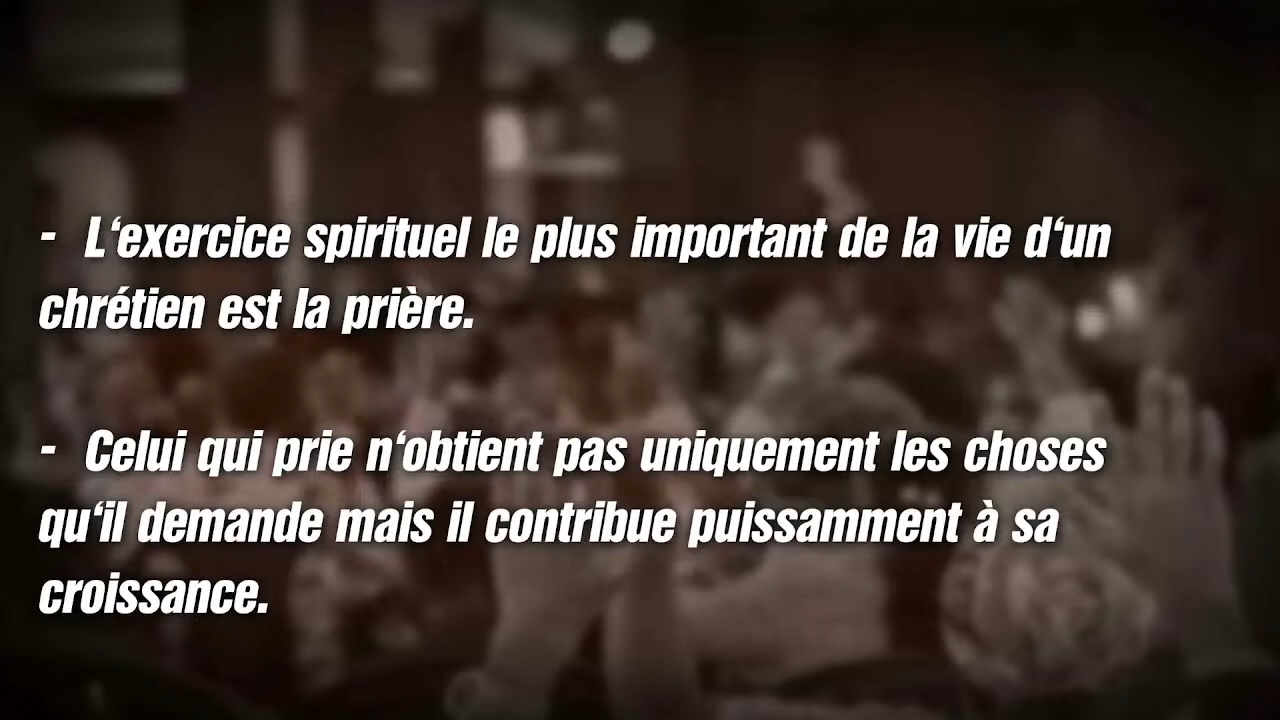 - L‘exercice spirituel le plus important de la vie d‘un
chrétien est la prière.
- Celui qui prie n‘obtient pas uniquement les choses
qu‘il demande mais il contribue puissamment à sa
croissance.